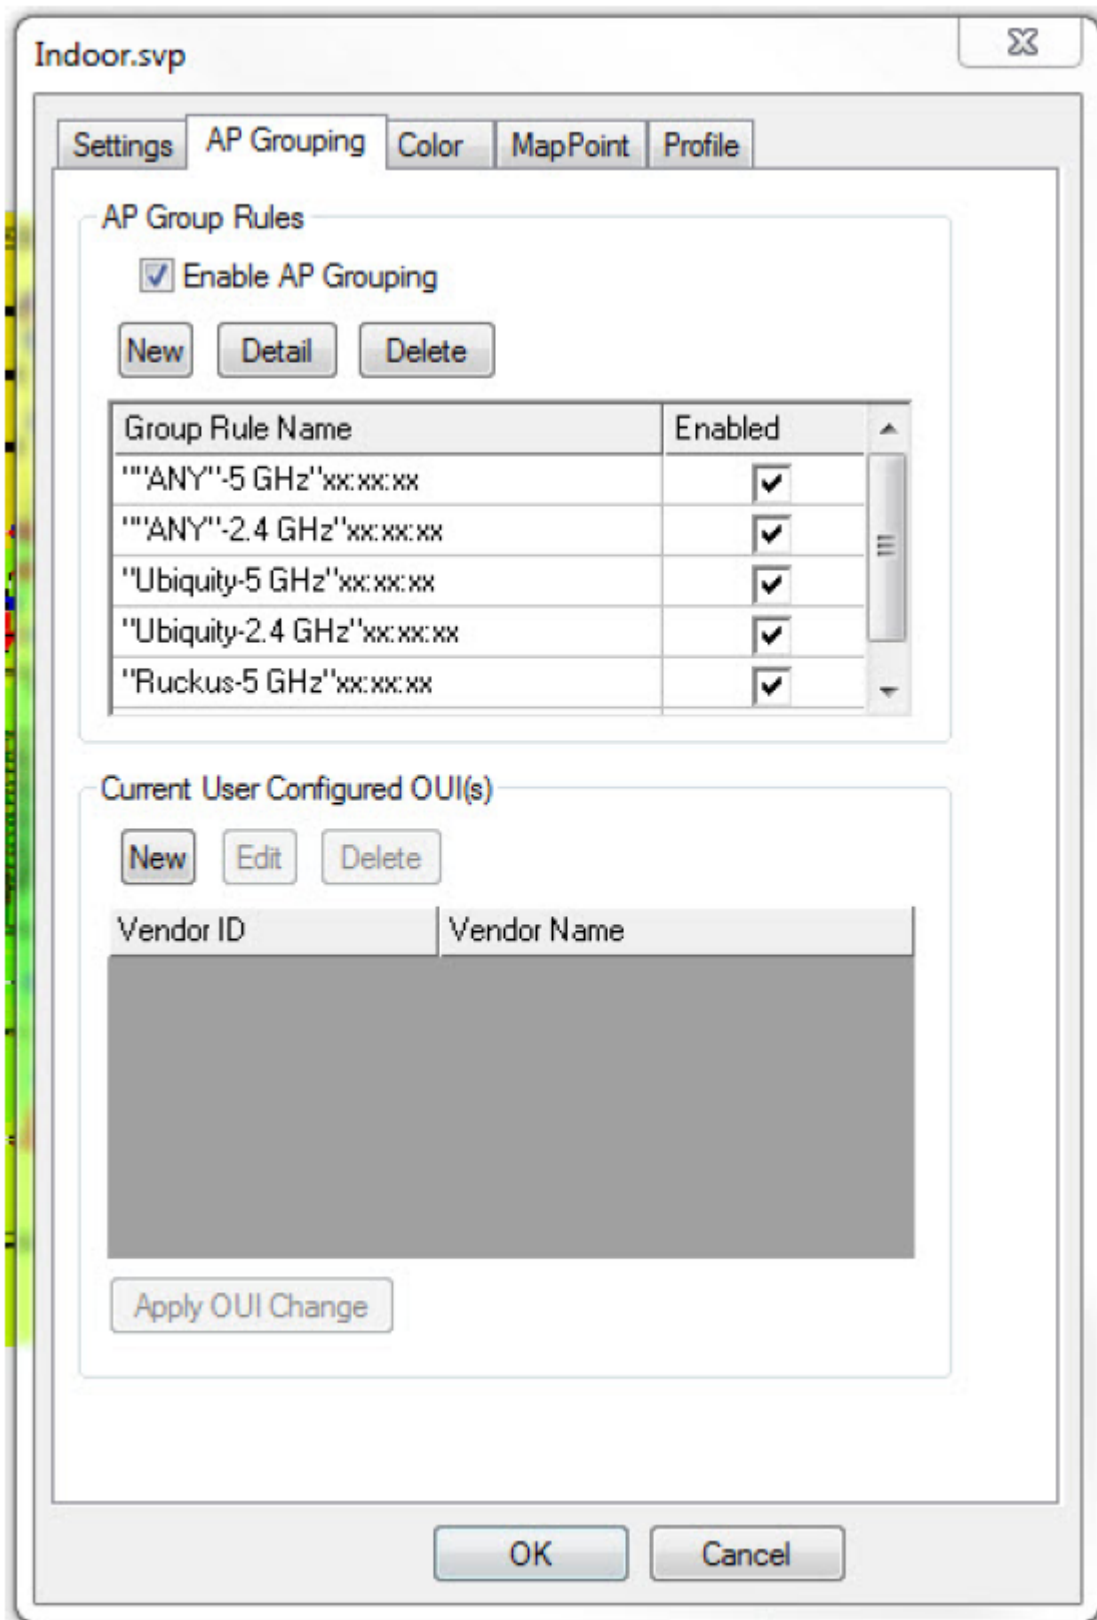 Indoor.svp
Settings AP Grouping Color MapPoint Profile
AP Group Rules
Enable AP Grouping
New Detail Delete
Group Rule Name Enabled
""ANY"-5 GHz"xx:xx:xx
""ANY"-2.4 GHz"xx:xx:xx
"Ubiquity-5 GHz"xx:xx:xx
"Ubiquity-2.4 GHz"xx:xx:xx
"Ruckus-5 GHz"xx:xx:xx
Current User Configured OUI(s)
New Edit Delete
Vendor ID Vendor Name
Apply OUI Change
OK Cancel